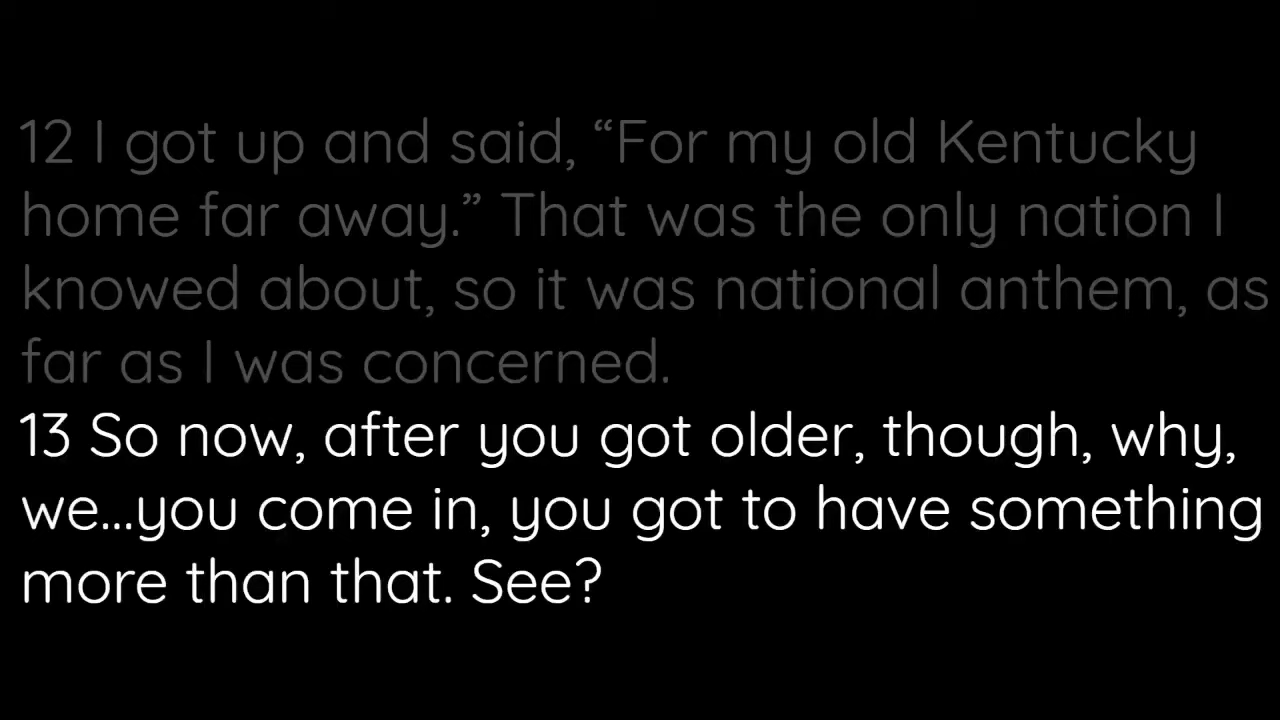 12 I got up and said, “For my old Kentucky
home far away.” That was the only nation I
knowed about, so it was national anthem, as
far as I was concerned.
13 So now, after you got older, though, why,
we...you come in, you got to have something
more than that. See?